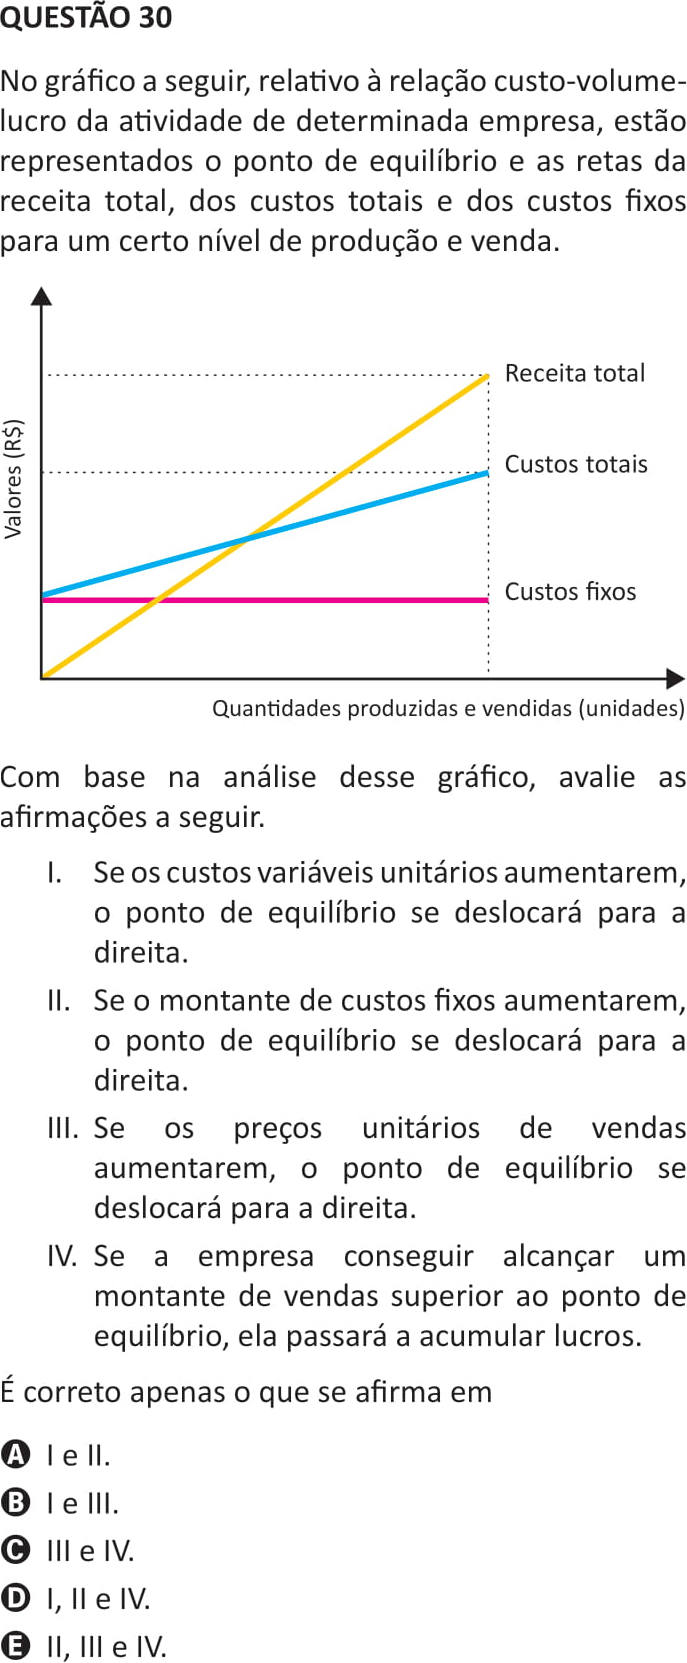 QUESTÃO 30
No gráfico a seguir, relativo à relação custo-volume-
lucro da atividade de determinada empresa, estão
representados o ponto de equilíbrio e as retas da
receita total, dos custos totais e dos custos fixos
para um certo nível de produção e venda.
Valores (R$)
Receita total
Custos totais
Custos fixos
Quantidades produzidas e vendidas (unidades)
Com base na análise desse gráfico, avalie as
afirmações a seguir.
I. Se os custos variáveis unitários aumentarem,
o ponto de equilíbrio se deslocará para a
direita.
II. Se o montante de custos fixos aumentarem,
o ponto de equilíbrio se deslocará para a
direita.
III. Se os preços unitários de vendas
aumentarem, o ponto de equilíbrio se
deslocará para a direita.
IV. Se a empresa conseguir alcançar um
montante de vendas superior ao ponto de
equilíbrio, ela passará a acumular lucros.
É correto apenas o que se afirma em
A I e II.
B I e III.
C III e IV.
D I, II e IV.
E II, III e IV.